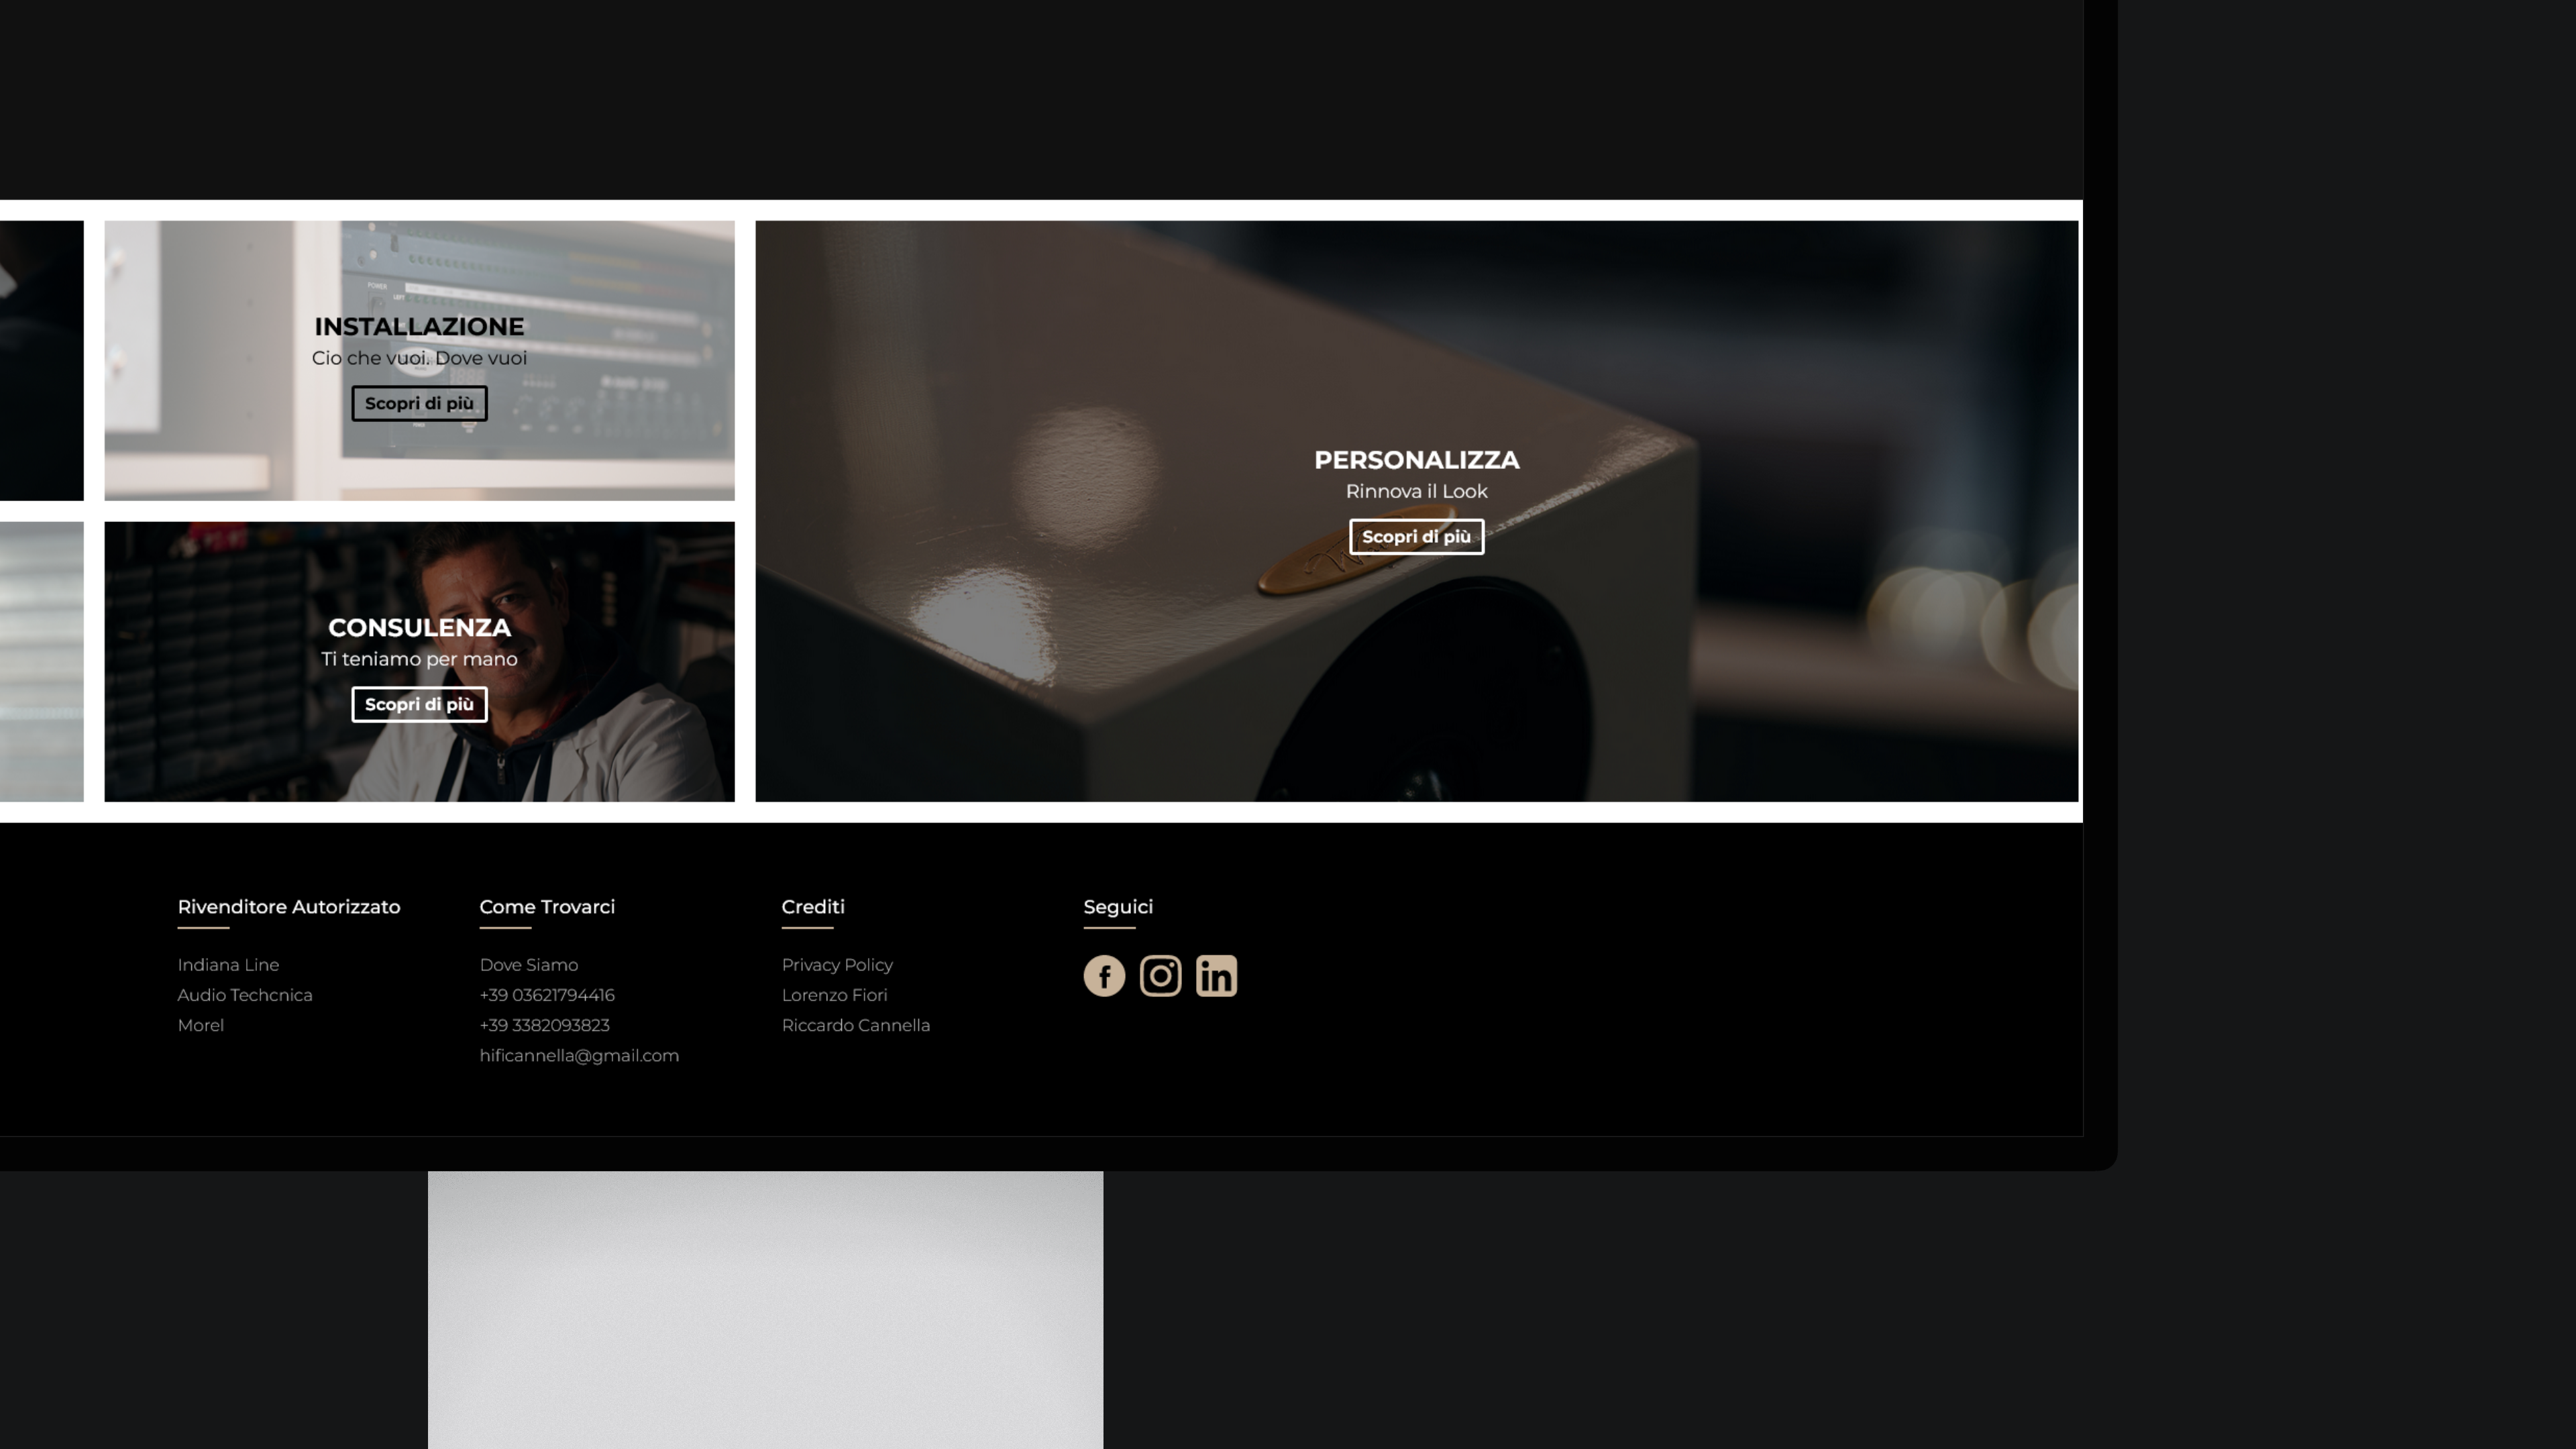 POWER
LEFT
INSTALLAZIONE
Cio che vuoi. Dove vuoi
Scopri di più
PERSONALIZZA
Rinnova il Look
Scopri di più
CONSULENZA
Ti teniamo per mano
Scopri di più
Rivenditore Autorizzato
Indiana Line
Audio Techcnica
Morel
Come Trovarci
Dove Siamo
+39 03621794416
+39 3382093823
hificannella@gmail.com
Crediti
Privacy Policy
Lorenzo Fiori
Riccardo Cannella
Seguici